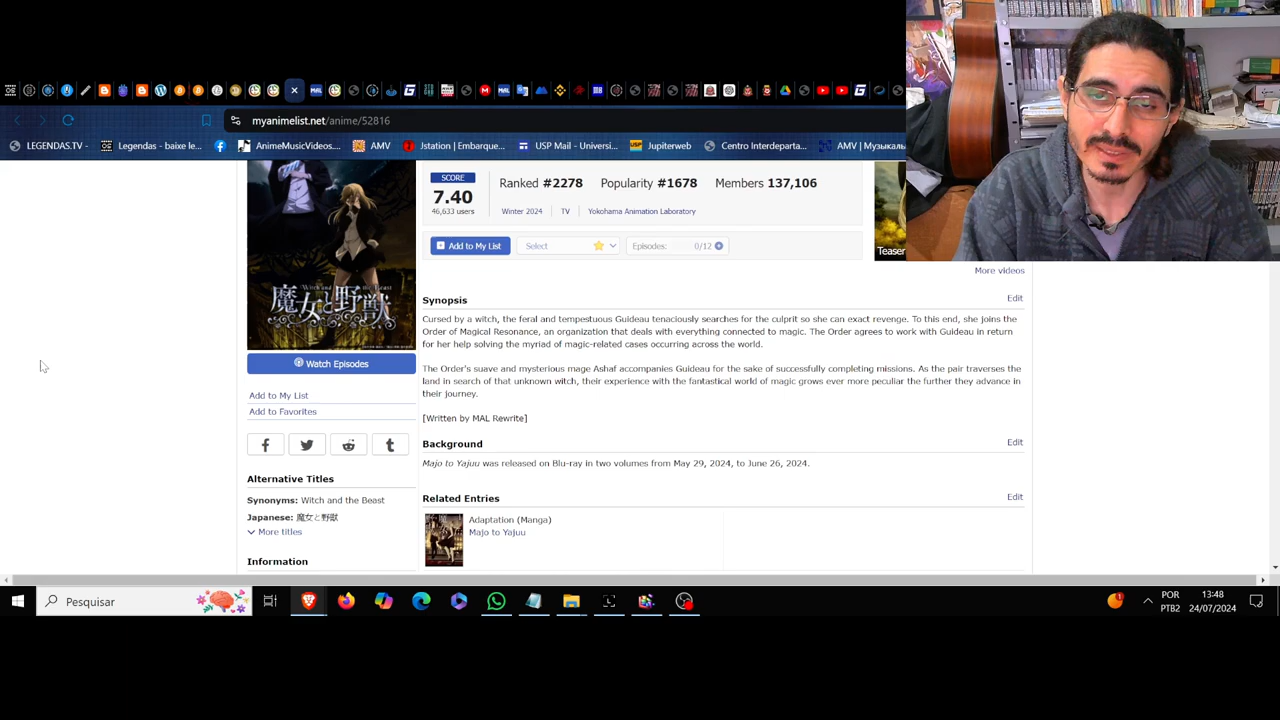 myanimelist.net/anime/52816
LEGENDAS.TV -
Legendas - baixe le...
AnimeMusicVideos....
AMV
Jstation | Embarque...
USP Mail - Universi...
Jupiterweb
Centro Interdeparta...
AMV | Музыкаль
SCORE
7.40
46,633 users
Ranked #2278 Popularity #1678 Members 137,106
Winter 2024 | TV | Yokohama Animation Laboratory
Add to My List
Select
Episodes: 0/12
Teaser
More videos
Synopsis
Edit
Cursed by a witch, the feral and tempestuous Guideau tenaciously searches for the culprit so she can exact revenge. To this end, she joins the
Order of Magical Resonance, an organization that deals with everything connected to magic. The Order agrees to work with Guideau in return
for her help solving the myriad of magic-related cases occurring across the world.
The Order's suave and mysterious mage Ashaf accompanies Guideau for the sake of successfully completing missions. As the pair traverses the
land in search of that unknown witch, their experience with the fantastical world of magic grows ever more peculiar the further they advance in
their journey.
[Written by MAL Rewrite]
Background
Edit
Majo to Yajuu was released on Blu-ray in two volumes from May 29, 2024, to June 26, 2024.
Related Entries
Edit
Adaptation (Manga)
Majo to Yajuu
Witch and the Beast
魔女と野獣
Watch Episodes
Add to My List
Add to Favorites
Alternative Titles
Synonyms: Witch and the Beast
Japanese: 魔女と野獣
More titles
Information
Pesquisar
POR
PTB2
13:48
24/07/2024